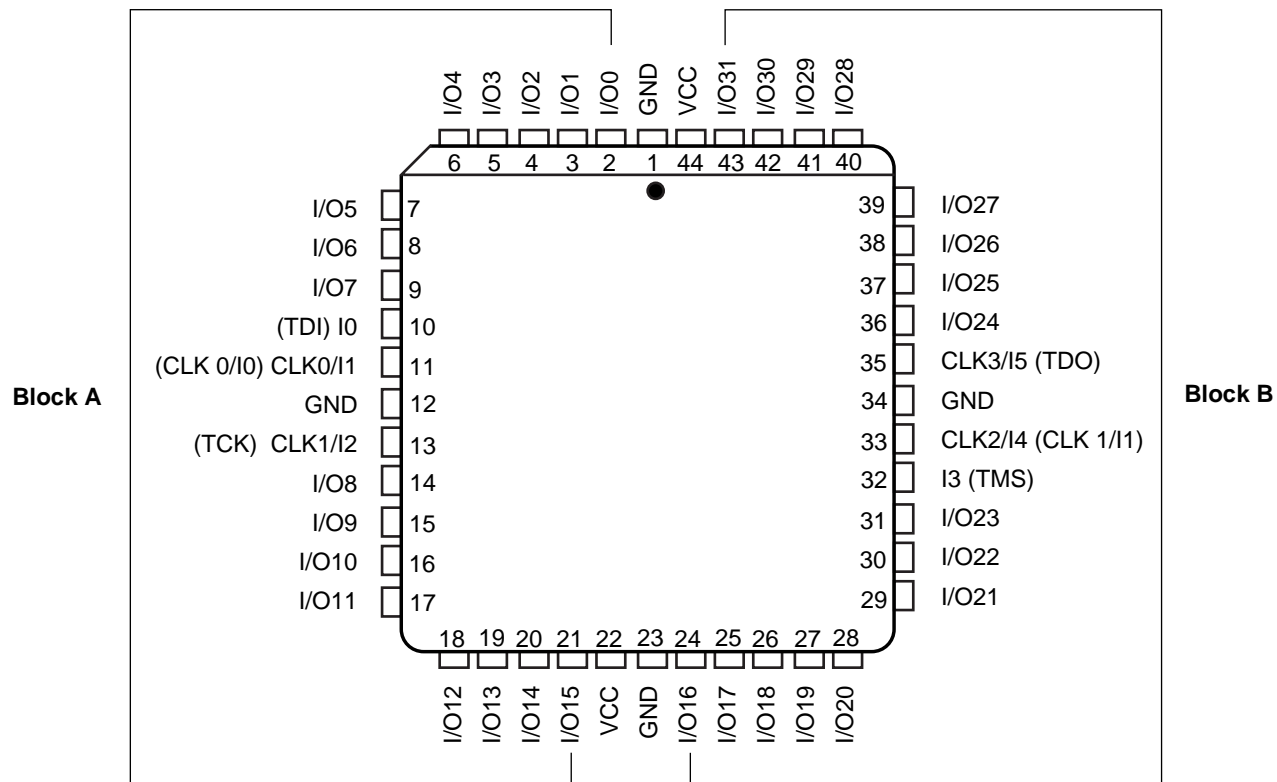 I/O4
I/O3
I/O2
I/O1
I/O0
GND
VCC
I/O31
I/O30
I/O29
I/O28
6 5 4 3 2 1 44 43 42 41 40
I/O5 7
I/O6 8
I/O7 9
(TDI) I0 10
(CLK 0/I0) CLK0/I1 11
GND 12
(TCK) CLK1/I2 13
I/O8 14
I/O9 15
I/O10 16
I/O11 17
Block A
39 I/O27
38 I/O26
37 I/O25
36 I/O24
35 CLK3/I5 (TDO)
34 GND
33 CLK2/I4 (CLK 1/I1)
32 I3 (TMS)
31 I/O23
30 I/O22
29 I/O21
Block B
18 19 20 21 22 23 24 25 26 27 28
I/O12
I/O13
I/O14
I/O15
VCC
GND
I/O16
I/O17
I/O18
I/O19
I/O20